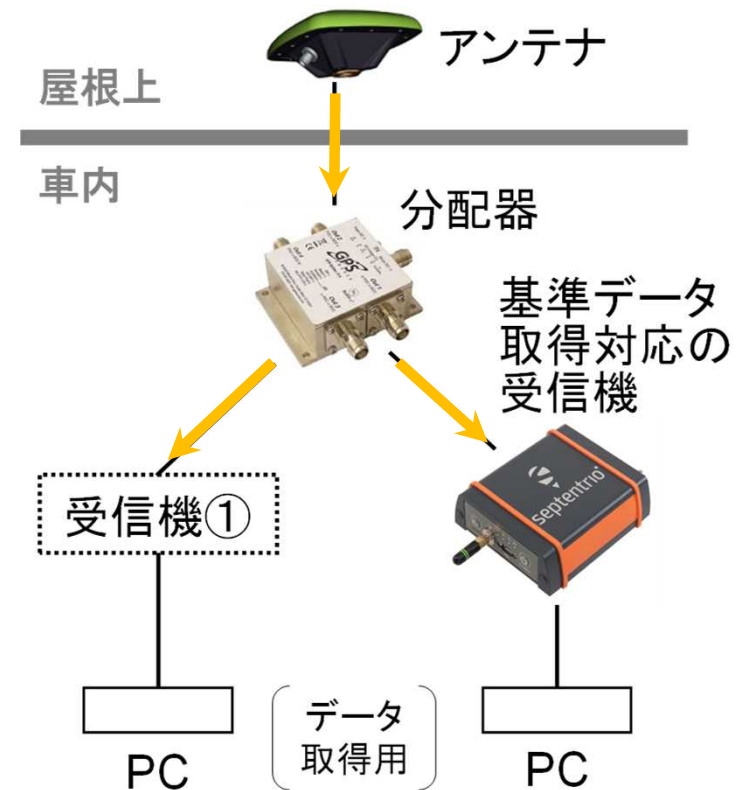 アンテナ
屋根上
車内
分配器
GPS
基準データ
取得対応の
受信機
septentrio
受信機①
データ
取得用
PC
PC